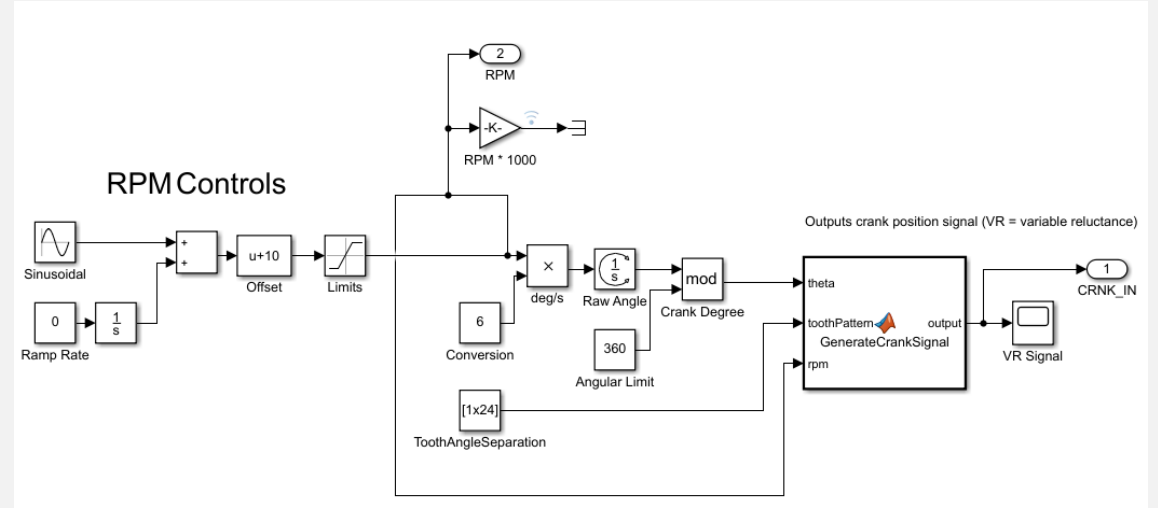 2
RPM
-K-
RPM * 1000
RPM Controls
Outputs crank position signal (VR = variable reluctance)
Sinusoidal
+
+
u+10
Offset
Limits
0
Ramp Rate
1
s
×
deg/s
6
Conversion
1
s
Raw Angle
mod
Crank Degree
360
Angular Limit
[1x24]
ToothAngleSeparation
theta
toothPattern
rpm
output
GenerateCrankSignal
1
CRNK_IN
VR Signal